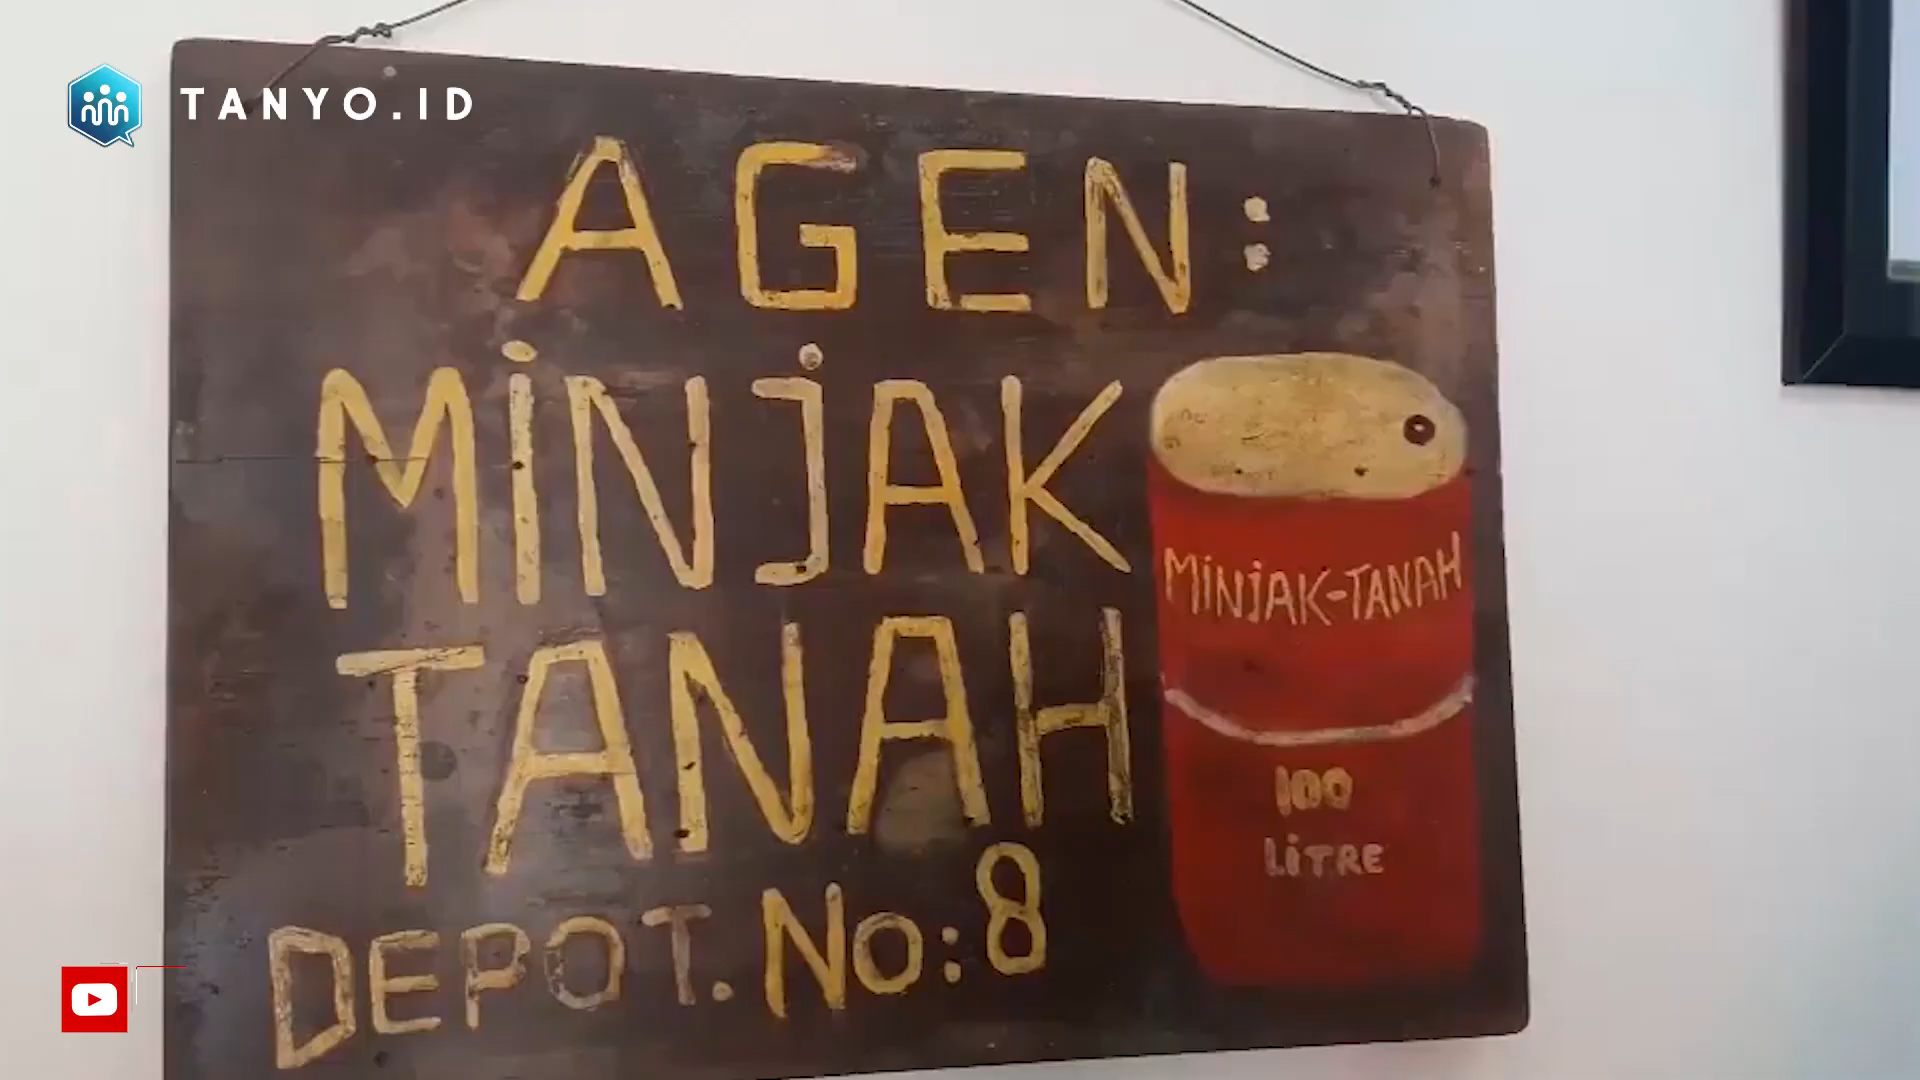 TANYO.ID
AGEN:
MiNjAK
TANAH
DEPOT. No: 8
MiNjAK-TANAH
100
LiTRE